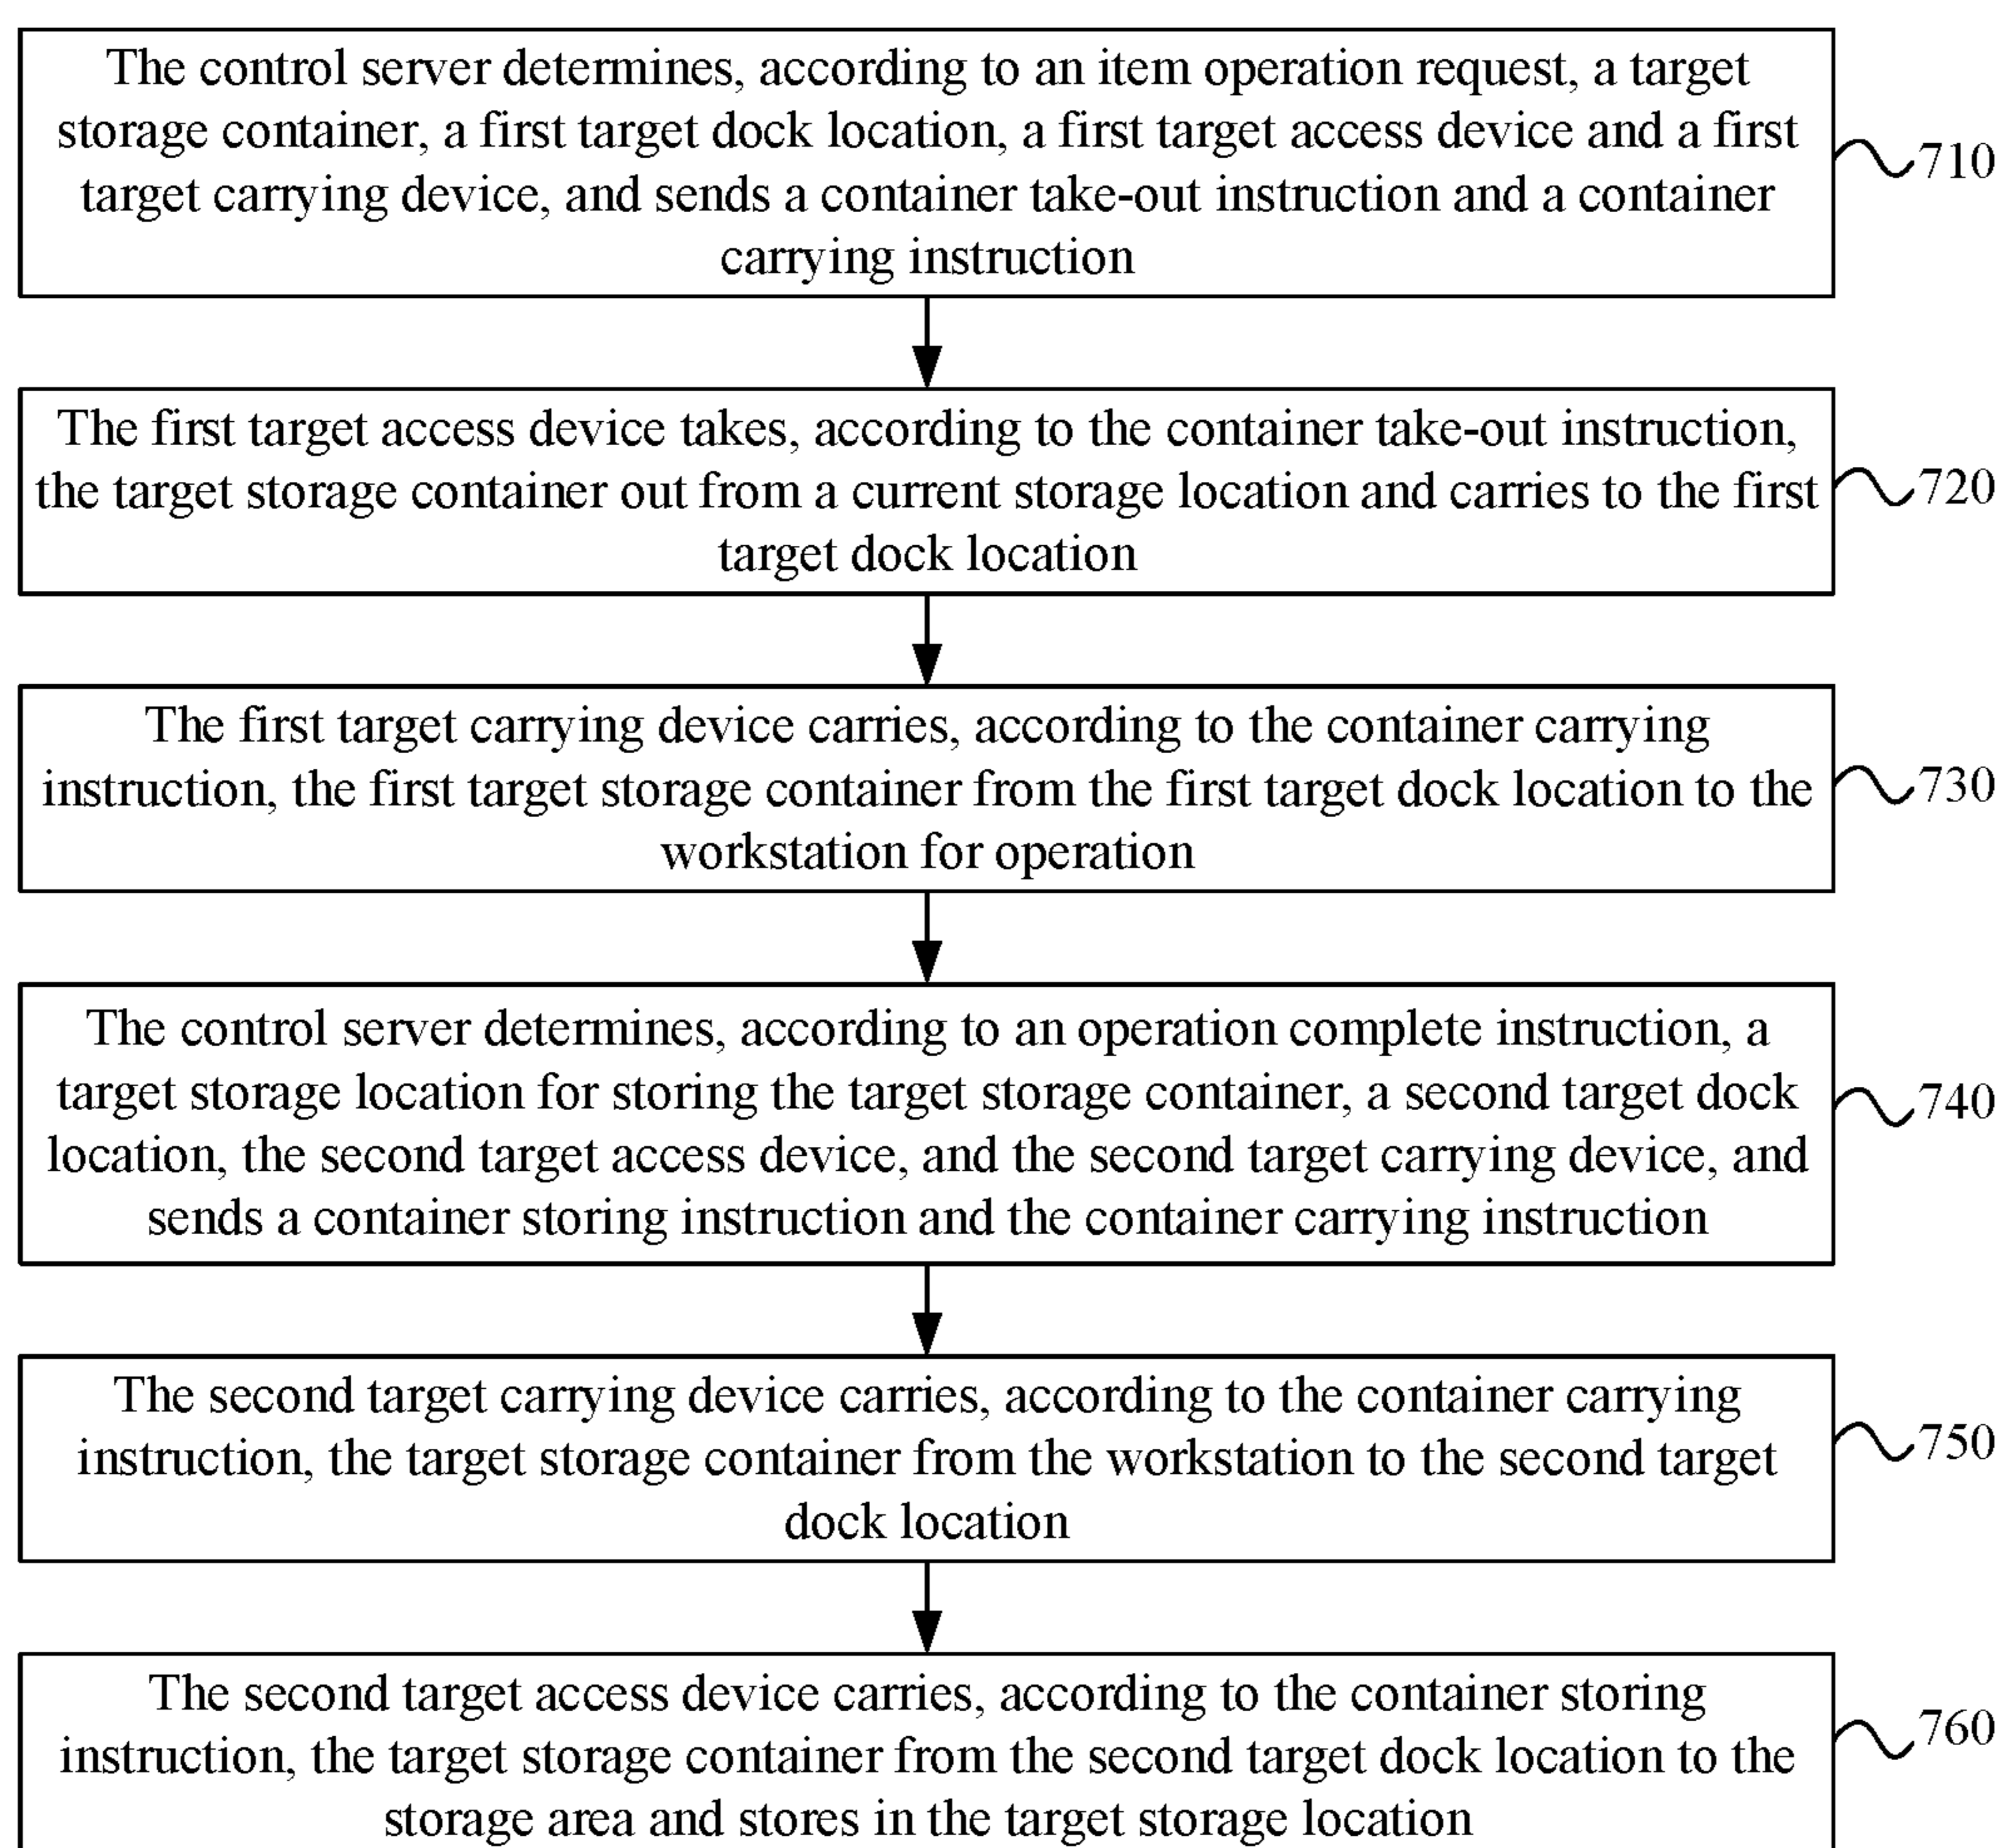 The control server determines, according to an item operation request, a target
storage container, a first target dock location, a first target access device and a first
target carrying device, and sends a container take-out instruction and a container
carrying instruction
710
The first target access device takes, according to the container take-out instruction,
the target storage container out from a current storage location and carries to the first
target dock location
720
The first target carrying device carries, according to the container carrying
instruction, the first target storage container from the first target dock location to the
workstation for operation
730
The control server determines, according to an operation complete instruction, a
target storage location for storing the target storage container, a second target dock
location, the second target access device, and the second target carrying device, and
sends a container storing instruction and the container carrying instruction
740
The second target carrying device carries, according to the container carrying
instruction, the target storage container from the workstation to the second target
dock location
750
The second target access device carries, according to the container storing
instruction, the target storage container from the second target dock location to the
storage area and stores in the target storage location
760